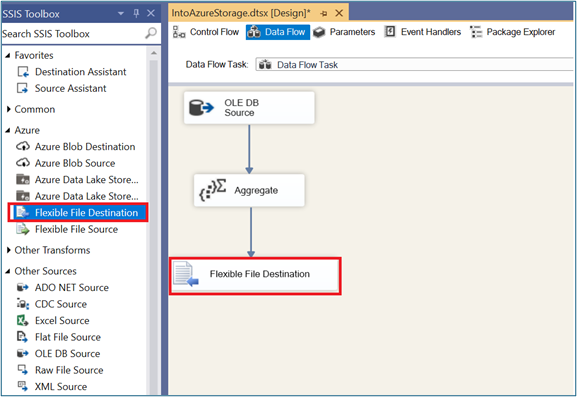 SSIS Toolbox
Search SSIS Toolbox
Favorites
Destination Assistant
Source Assistant
Common
Azure
Azure Blob Destination
Azure Blob Source
Azure Data Lake Store...
Azure Data Lake Store...
Flexible File Destination
Flexible File Source
Other Transforms
Other Sources
ADO NET Source
CDC Source
Excel Source
Flat File Source
OLE DB Source
Raw File Source
XML Source
IntoAzureStorage.dtsx [Design]*
Control Flow Data Flow Parameters Event Handlers Package Explorer
Data Flow Task: Data Flow Task
OLE DB
Source
Aggregate
Flexible File Destination